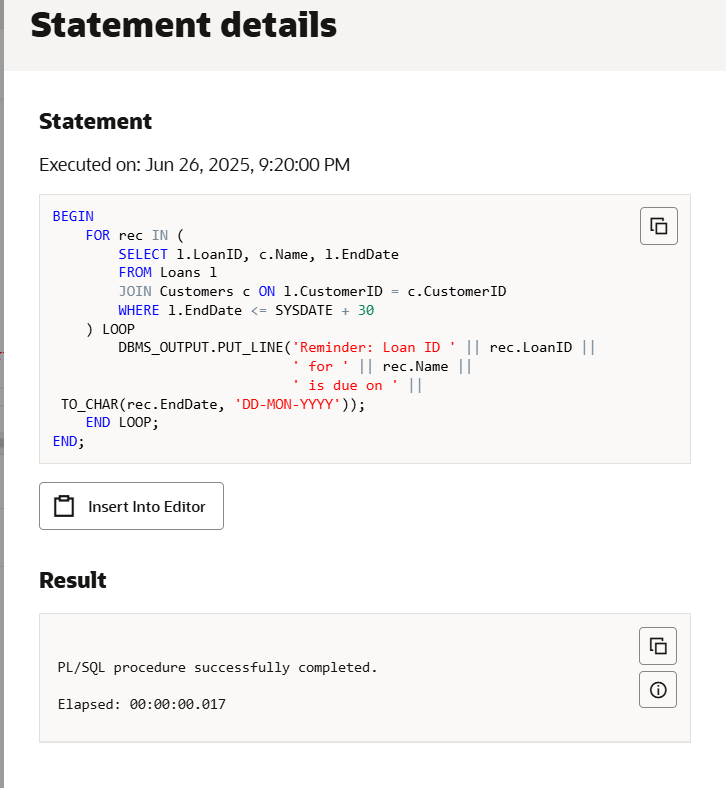 Statement details
Statement
Executed on: Jun 26, 2025, 9:20:00 PM
BEGIN
    FOR rec IN (
        SELECT l.LoanID, c.Name, l.EndDate
        FROM Loans l
        JOIN Customers c ON l.CustomerID = c.CustomerID
        WHERE l.EndDate <= SYSDATE + 30
    ) LOOP
        DBMS_OUTPUT.PUT_LINE('Reminder: Loan ID ' || rec.LoanID ||
                             ' for ' || rec.Name ||
                             ' is due on ' ||
 TO_CHAR(rec.EndDate, 'DD-MON-YYYY'));
    END LOOP;
END;
Insert Into Editor
Result
PL/SQL procedure successfully completed.
Elapsed: 00:00:00.017